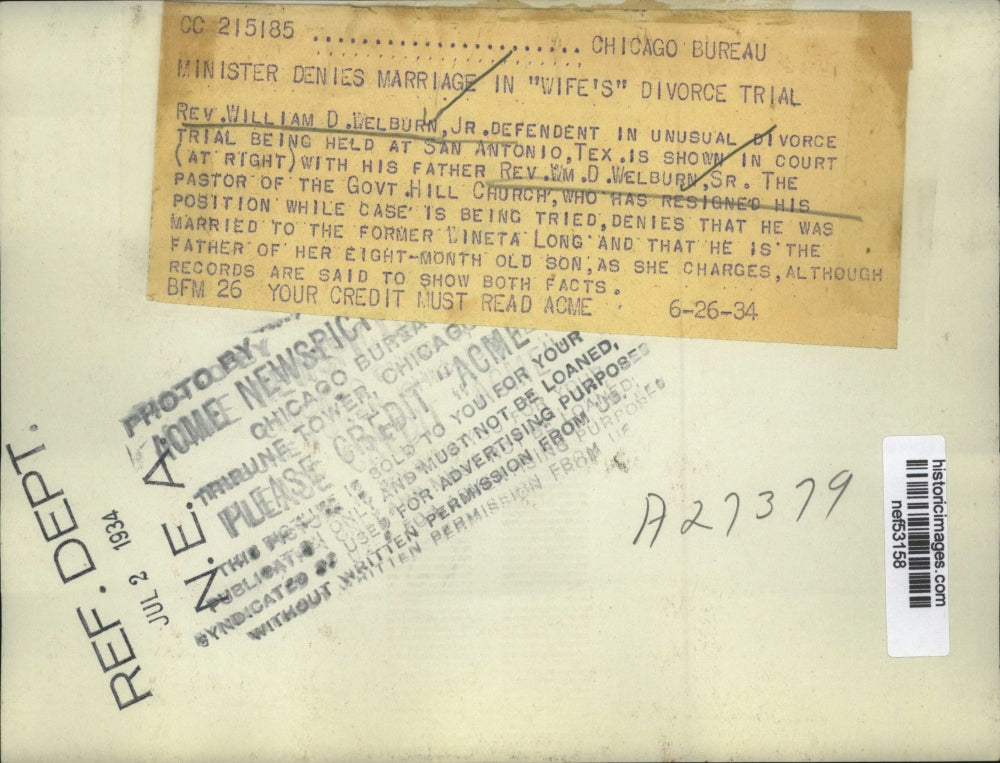 CC 215185 ........................ CHICAGO BUREAU
MINISTER DENIES MARRIAGE IN "WIFE'S" DIVORCE TRIAL
REV.WILLIAM D.WELBURN,JR.DEFENDENT IN UNUSUAL DIVORCE
TRIAL BEING HELD AT SAN ANTONIO,TEX.IS SHOWN IN COURT
(AT RIGHT)WITH HIS FATHER REV.WM.D.WELBURN,SR. THE
PASTOR OF THE GOVT.HILL CHURCH,WHO HAS RESIGNED HIS
POSITION WHILE CASE IS BEING TRIED,DENIES THAT HE WAS
MARRIED TO THE FORMER WINETA LONG AND THAT HE IS THE
FATHER OF HER EIGHT-MONTH OLD SON,AS SHE CHARGES,ALTHOUGH
RECORDS ARE SAID TO SHOW BOTH FACTS.
BFM 26 YOUR CREDIT MUST READ ACME 6-26-34
PHOTO BY
ACME NEWSPICTURES
CHICAGO BUREAU
TRIBUNE TOWER, CHICAGO
PLEASE CREDIT "ACME"
THIS PICTURE IS SOLD TO YOU FOR YOUR
PUBLICATION ONLY AND MUST NOT BE LOANED,
SYNDICATED OR USED FOR ADVERTISING PURPOSES
WITHOUT WRITTEN PERMISSION FROM US.
REF. DEPT.
JUL 2 1934
N. E. A.
A27379
historicimages.com
nef53158